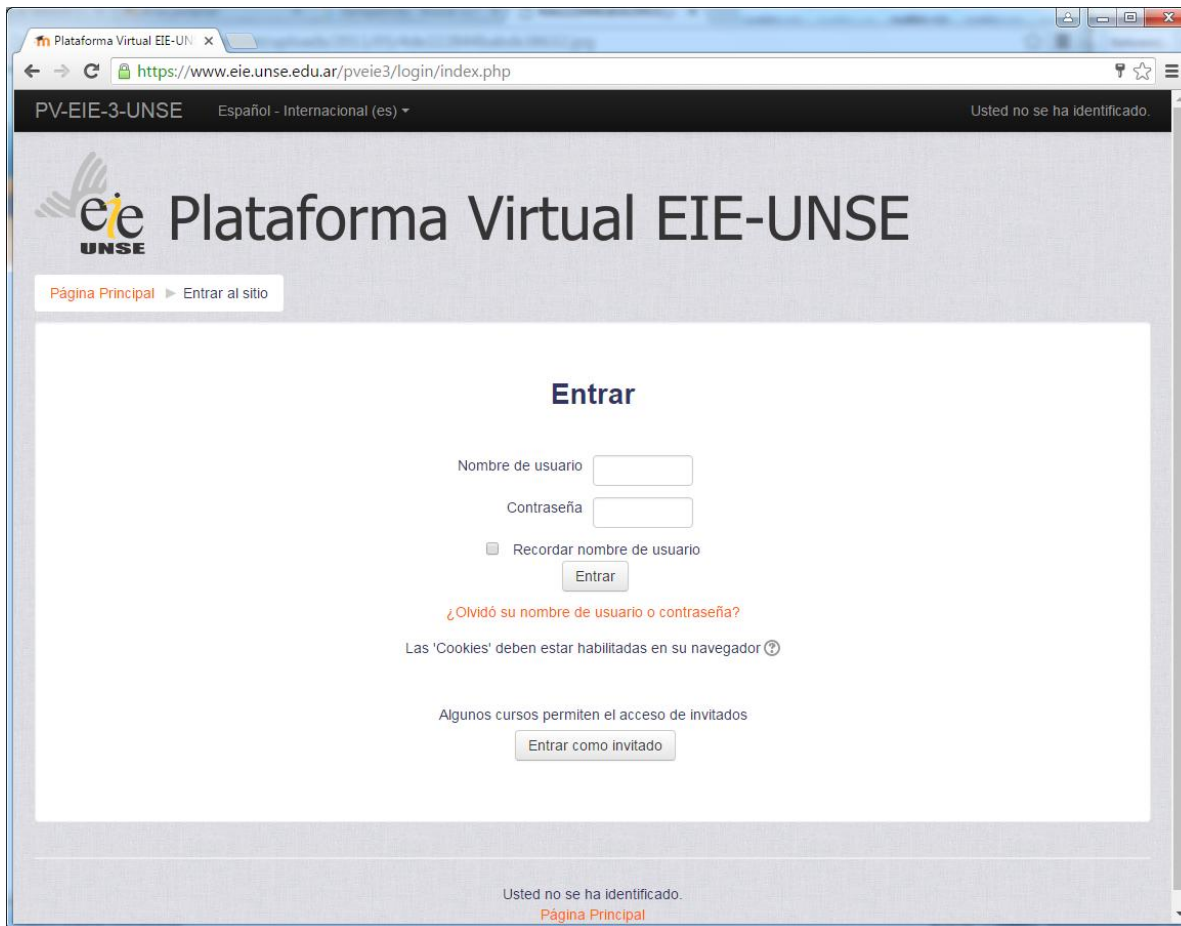 Plataforma Virtual EIE-UN
https://www.eie.unse.edu.ar/pveie3/login/index.php
PV-EIE-3-UNSE Español - Internacional (es) Usted no se ha identificado.
eie
UNSE
Plataforma Virtual EIE-UNSE
Página Principal ► Entrar al sitio
Entrar
Nombre de usuario
Contraseña
Recordar nombre de usuario
Entrar
¿Olvidó su nombre de usuario o contraseña?
Las 'Cookies' deben estar habilitadas en su navegador ?
Algunos cursos permiten el acceso de invitados
Entrar como invitado
Usted no se ha identificado.
Página Principal